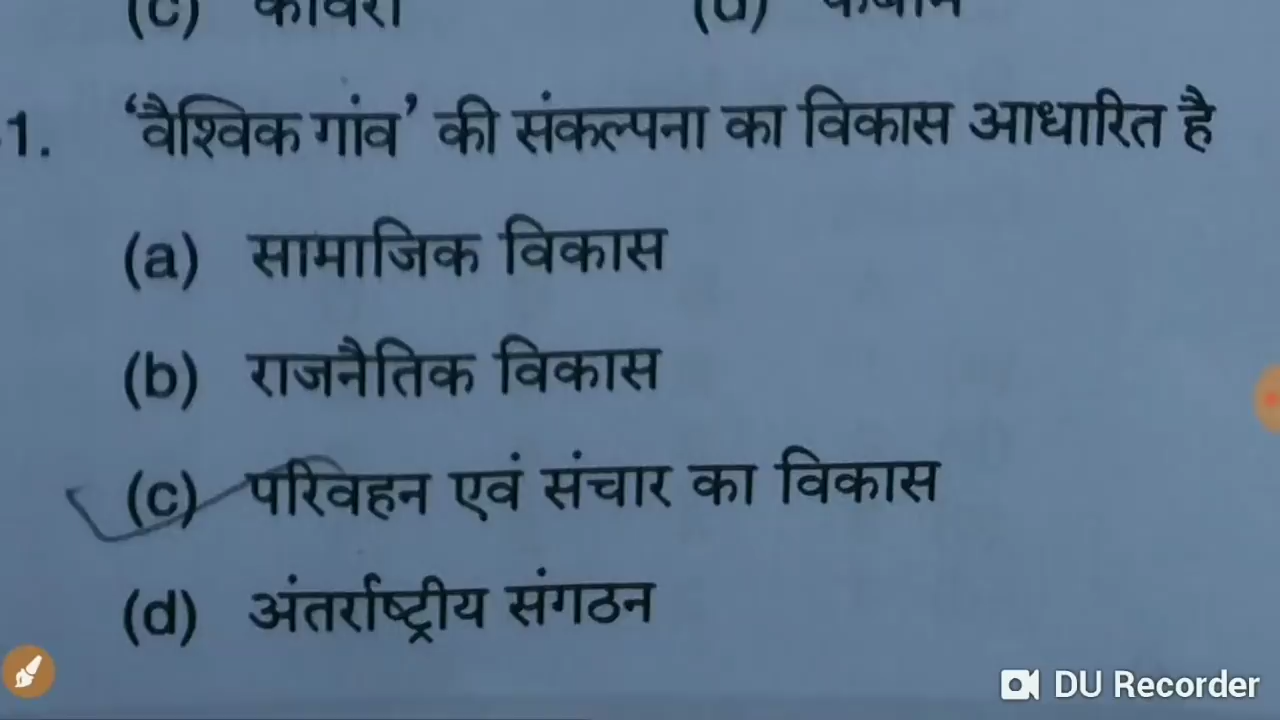 (c) कावेरी
1. 'वैश्विक गांव' की संकल्पना का विकास आधारित है
(a) सामाजिक विकास
(b) राजनैतिक विकास
(c) परिवहन एवं संचार का विकास
(d) अंतर्राष्ट्रीय संगठन
DU Recorder